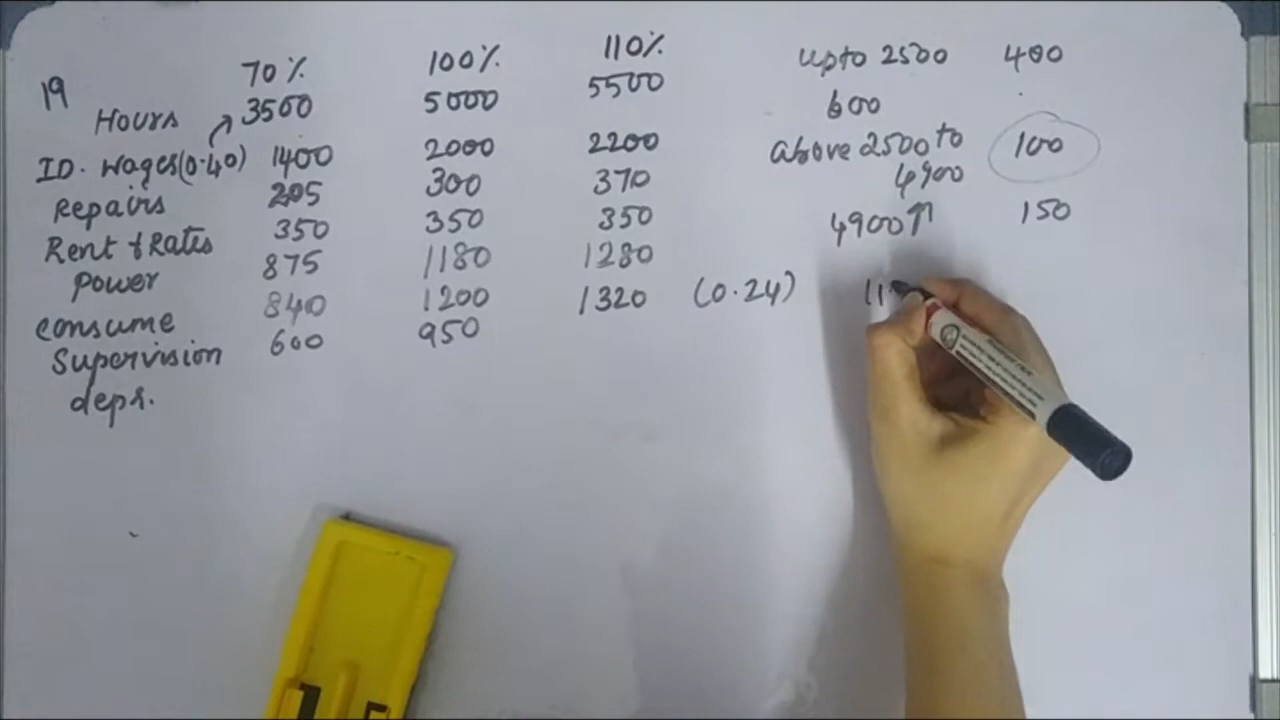 19 70% 100% 110%
Hours 3500 5000 5500
ID. Wages(0.40) 1400 2000 2200
Repairs 205 300 370
Rent & Rates 350 350 350
Power 875 1180 1280
Consume 840 1200 1320 (0.24)
Supervision 600 950
depr.
upto 2500 400
600
above 2500 to 100
4900
4900↑ 150
11